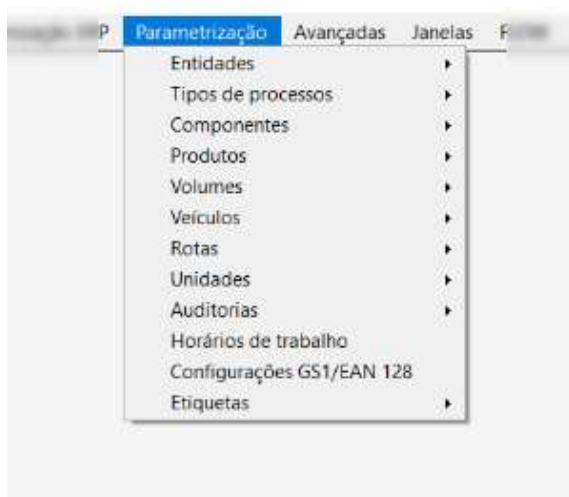 P Parametrização Avançadas Janelas
Entidades
Tipos de processos
Componentes
Produtos
Volumes
Veículos
Rotas
Unidades
Auditorias
Horários de trabalho
Configurações GS1/EAN 128
Etiquetas